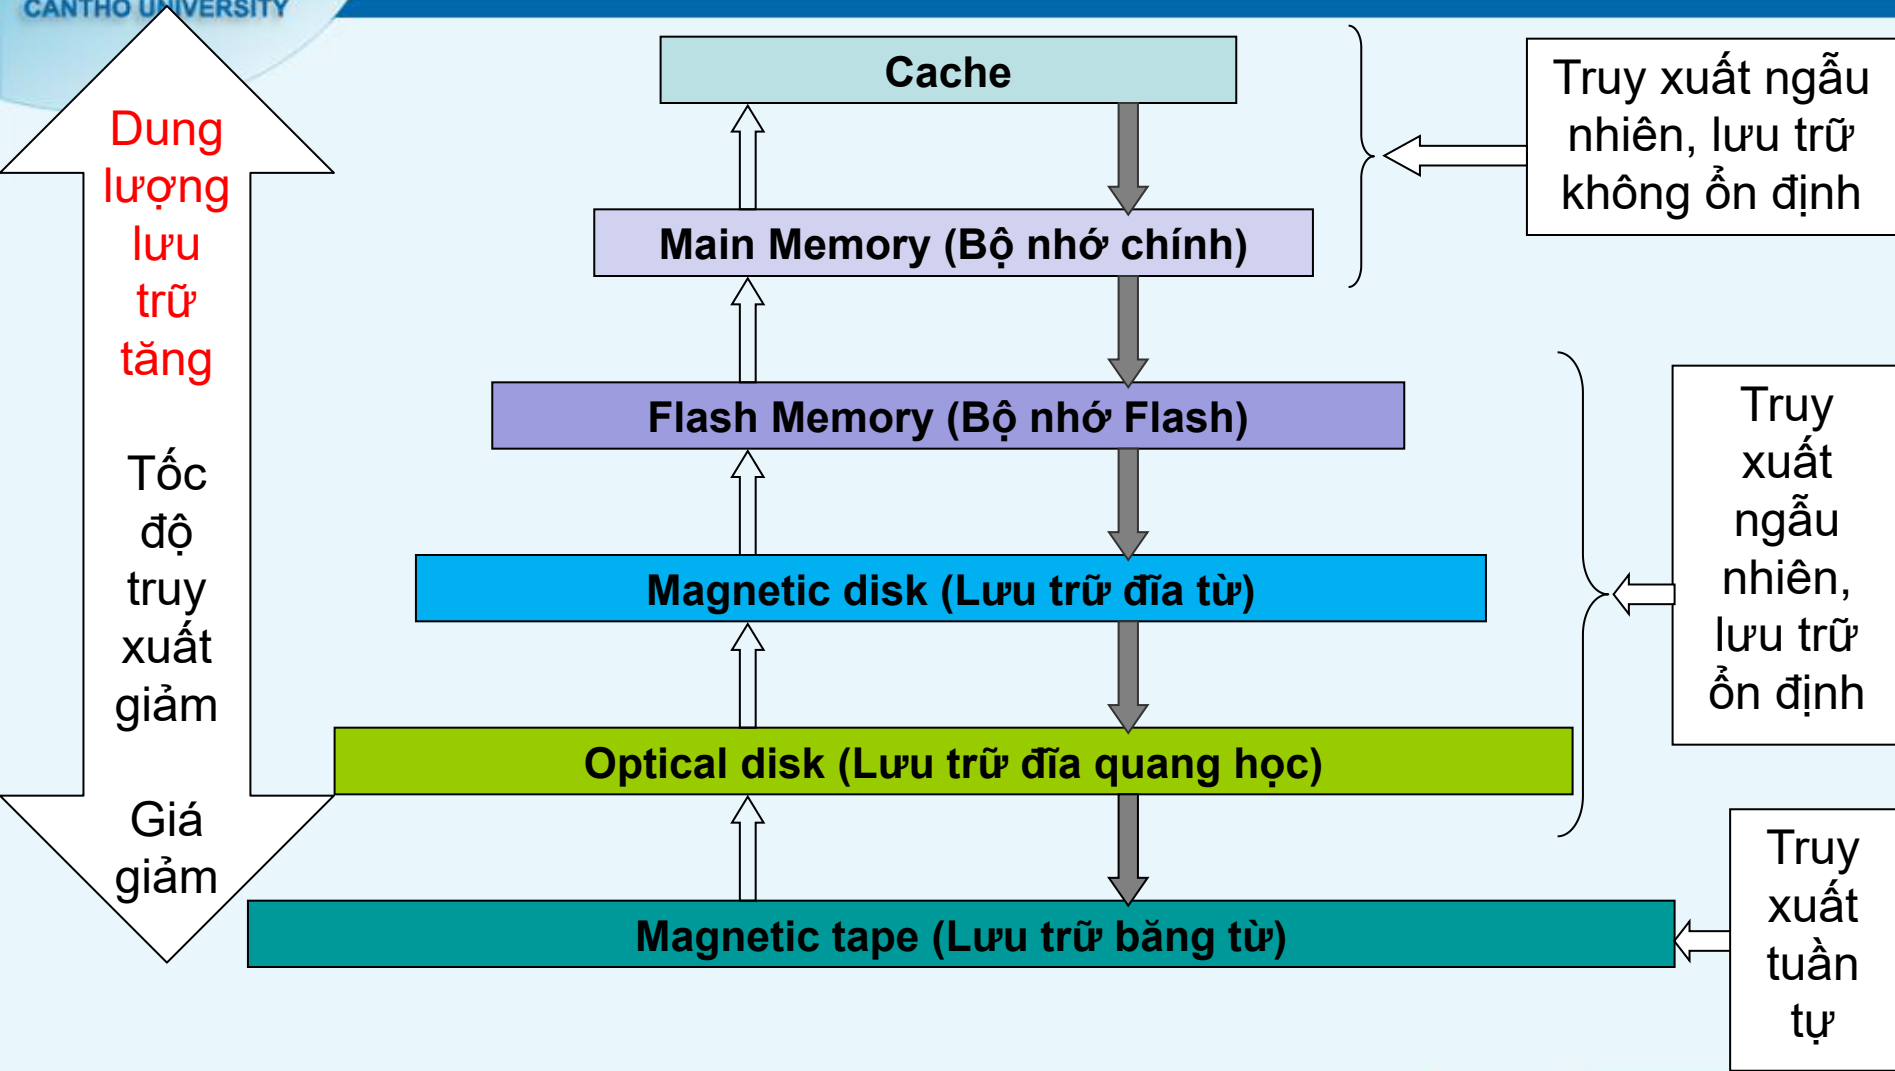 CANTHO UNIVERSITY
Dung
lượng
lưu
trữ
tăng
Tốc
độ
truy
xuất
giảm
Giá
giảm
Cache
Main Memory (Bộ nhớ chính)
Flash Memory (Bộ nhớ Flash)
Magnetic disk (Lưu trữ đĩa từ)
Optical disk (Lưu trữ đĩa quang học)
Magnetic tape (Lưu trữ băng từ)
Truy xuất ngẫu
nhiên, lưu trữ
không ổn định
Truy
xuất
ngẫu
nhiên,
lưu trữ
ổn định
Truy
xuất
tuần
tự